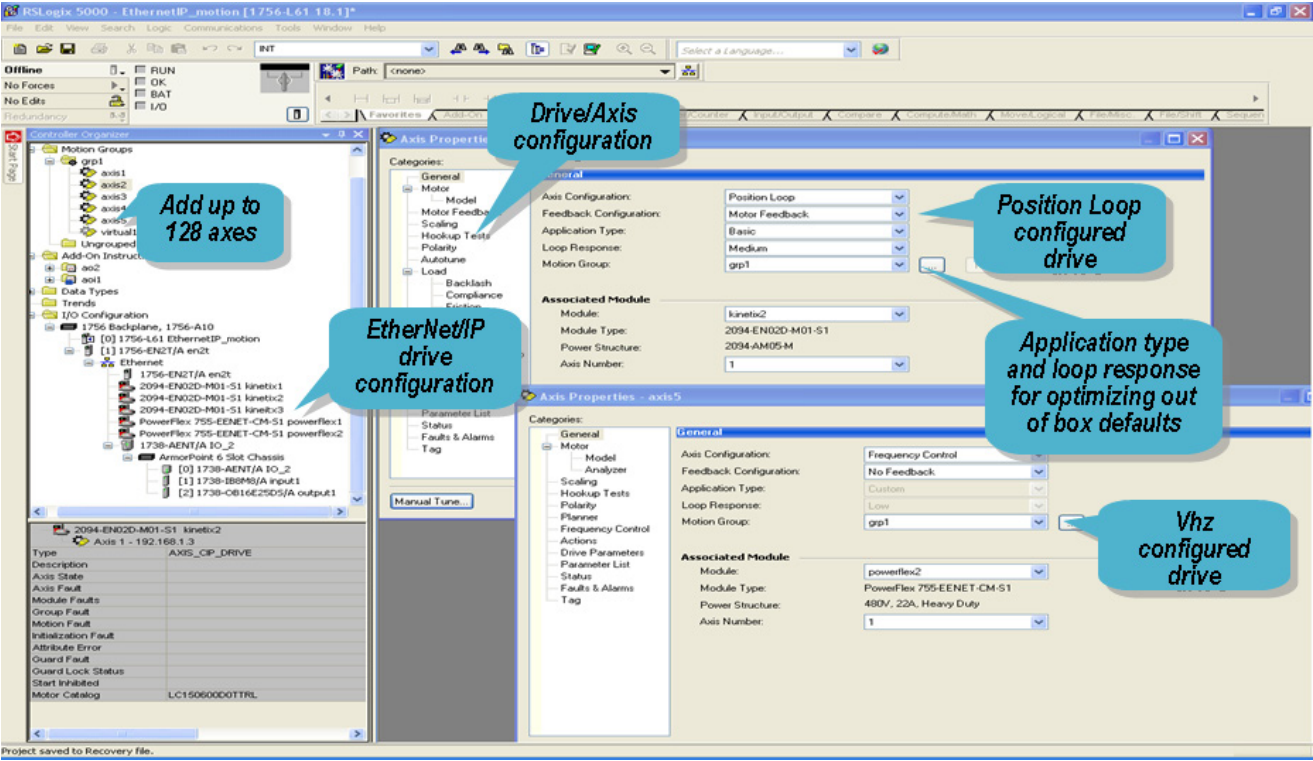 RSLogix 5000 - EthernetIP_motion [1756-L61 18.1]*
File Edit View Search Logic Communications Tools Window Help
INT
Select a Language...
Offline
RUN
No Forces
OK
No Edits
BAT
Redundancy
I/O
Path: <none>
Favorites Add-On /Counter Input/Output Compare Compute/Math Move/Logical File/Misc. File/Shift Sequen
Start Page
Controller Organizer
Motion Groups
grp1
axis1
axis2
axis3
axis4
axis5
virtual1
Ungrouped
Add-On Instruc
ao2
aoi1
Data Types
Trends
I/O Configuration
1756 Backplane, 1756-A10
[0] 1756-L61 EthernetIP_motion
[1] 1756-EN2T/A en2t
Ethernet
1756-EN2T/A en2t
2094-EN02D-M01-S1 kinetix1
2094-EN02D-M01-S1 kinetix2
2094-EN02D-M01-S1 kineitx3
PowerFlex 755-EENET-CM-S1 powerflex1
PowerFlex 755-EENET-CM-S1 powerflex2
1738-AENT/A IO_2
ArmorPoint 6 Slot Chassis
[0] 1738-AENT/A IO_2
[1] 1738-IB8M8/A input1
[2] 1738-OB16E25DS/A output1
2094-EN02D-M01-S1 kinetix2
Axis 1 - 192.168.1.3
Type AXIS_CIP_DRIVE
Description
Axis State
Axis Fault
Module Faults
Group Fault
Motion Fault
Initialization Fault
Attribute Error
Guard Fault
Guard Lock Status
Start Inhibited
Motor Catalog LC150600D0TTRL
Project saved to Recovery file.
Add up to
128 axes
Drive/Axis
configuration
EtherNet/IP
drive
configuration
Axis Properti
Categories:
General
Motor
Model
Motor Feedba
Scaling
Hookup Tests
Polarity
Autotune
Load
Backlash
Compliance
Friction
Parameter List
Status
Faults & Alarms
Tag
Manual Tune...
General
Axis Configuration: Position Loop
Feedback Configuration: Motor Feedback
Application Type: Basic
Loop Response: Medium
Motion Group: grp1
...
Associated Module
Module: kinetix2
Module Type: 2094-EN02D-M01-S1
Power Structure: 2094-AM05-M
Axis Number: 1
Position Loop
configured
drive
Application type
and loop response
for optimizing out
of box defaults
Axis Properties - axis5
Categories:
General
Motor
Model
Analyzer
Scaling
Hookup Tests
Polarity
Planner
Frequency Control
Actions
Drive Parameters
Parameter List
Status
Faults & Alarms
Tag
General
Axis Configuration: Frequency Control
Feedback Configuration: No Feedback
Application Type: Custom
Loop Response: Low
Motion Group: grp1
Associated Module
Module: powerflex2
Module Type: PowerFlex 755-EENET-CM-S1
Power Structure: 480V, 22A, Heavy Duty
Axis Number: 1
Vhz
configured
drive